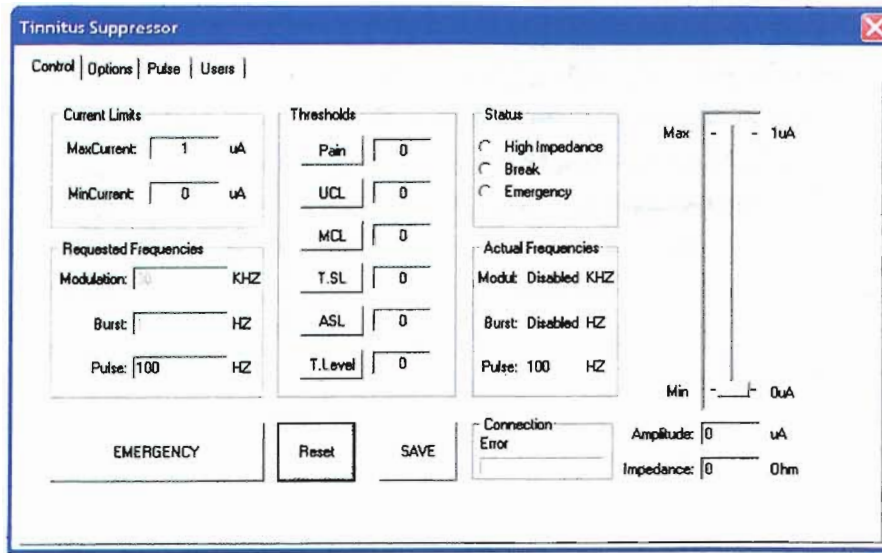 Tinnitus Suppressor
Control Options Pulse Users
Current Limits
MaxCurrent: 1 uA
MinCurrent: 0 uA
Requested Frequencies
Modulation: KHZ
Burst: HZ
Pulse: 100 HZ
Thresholds
Pain 0
UCL 0
MCL 0
T.SL 0
ASL 0
T.Level 0
Status
High Impedance
Break
Emergency
Actual Frequencies
Modul: Disabled KHZ
Burst: Disabled HZ
Pulse: 100 HZ
Max 1uA
Min 0uA
EMERGENCY
Reset
SAVE
Connection
Error
Amplitude: 0 uA
Impedance: 0 Ohm